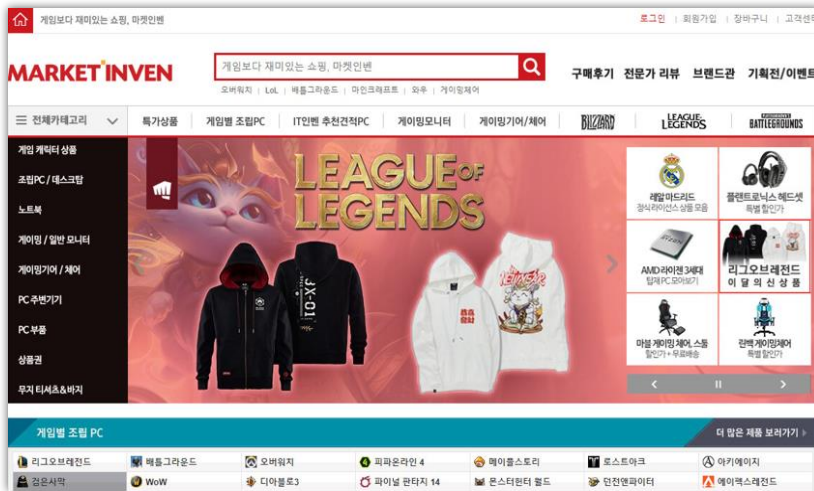 게임보다 재미있는 쇼핑, 마켓인벤
로그인 | 회원가입 | 장바구니 | 고객센터
MARKET INVEN
게임보다 재미있는 쇼핑, 마켓인벤
오버워치 | LoL | 배틀그라운드 | 마인크래프트 | 와우 | 게이밍체어
구매후기 전문가 리뷰 브랜드관 기획전/이벤트
전체카테고리
특가상품 게임별 조립PC IT인벤 추천견적PC 게이밍모니터 게이밍기어/체어 BLIZZARD LEAGUE LEGENDS BATTLEGROUNDS
게임 캐릭터 상품
조립PC / 데스크탑
노트북
게이밍 / 일반 모니터
게이밍기어 / 체어
PC 주변기기
PC 부품
상품권
무지 티셔츠&바지
LEAGUE OF
LEGENDS
JX-01
레알 마드리드
정식 라이선스 상품 모음
플랜트로닉스 헤드셋
특별 할인가
RYZEN
AMD 라이젠 3세대
탑재 PC 모아보기
리그오브레전드
이 달의 신 상 품
마블 게이밍 체어, 스툴
할인가 + 무료배송
린백 게이밍체어
특별 할인가
게임별 조립 PC
더 많은 제품 보러가기
리그오브레전드 배틀그라운드 오버워치 피파온라인 4 메이플스토리 로스트아크 아키에이지
검은사막 WoW 디아블로3 파이널 판타지 14 몬스터헌터 월드 던전앤파이터 에이펙스레전드